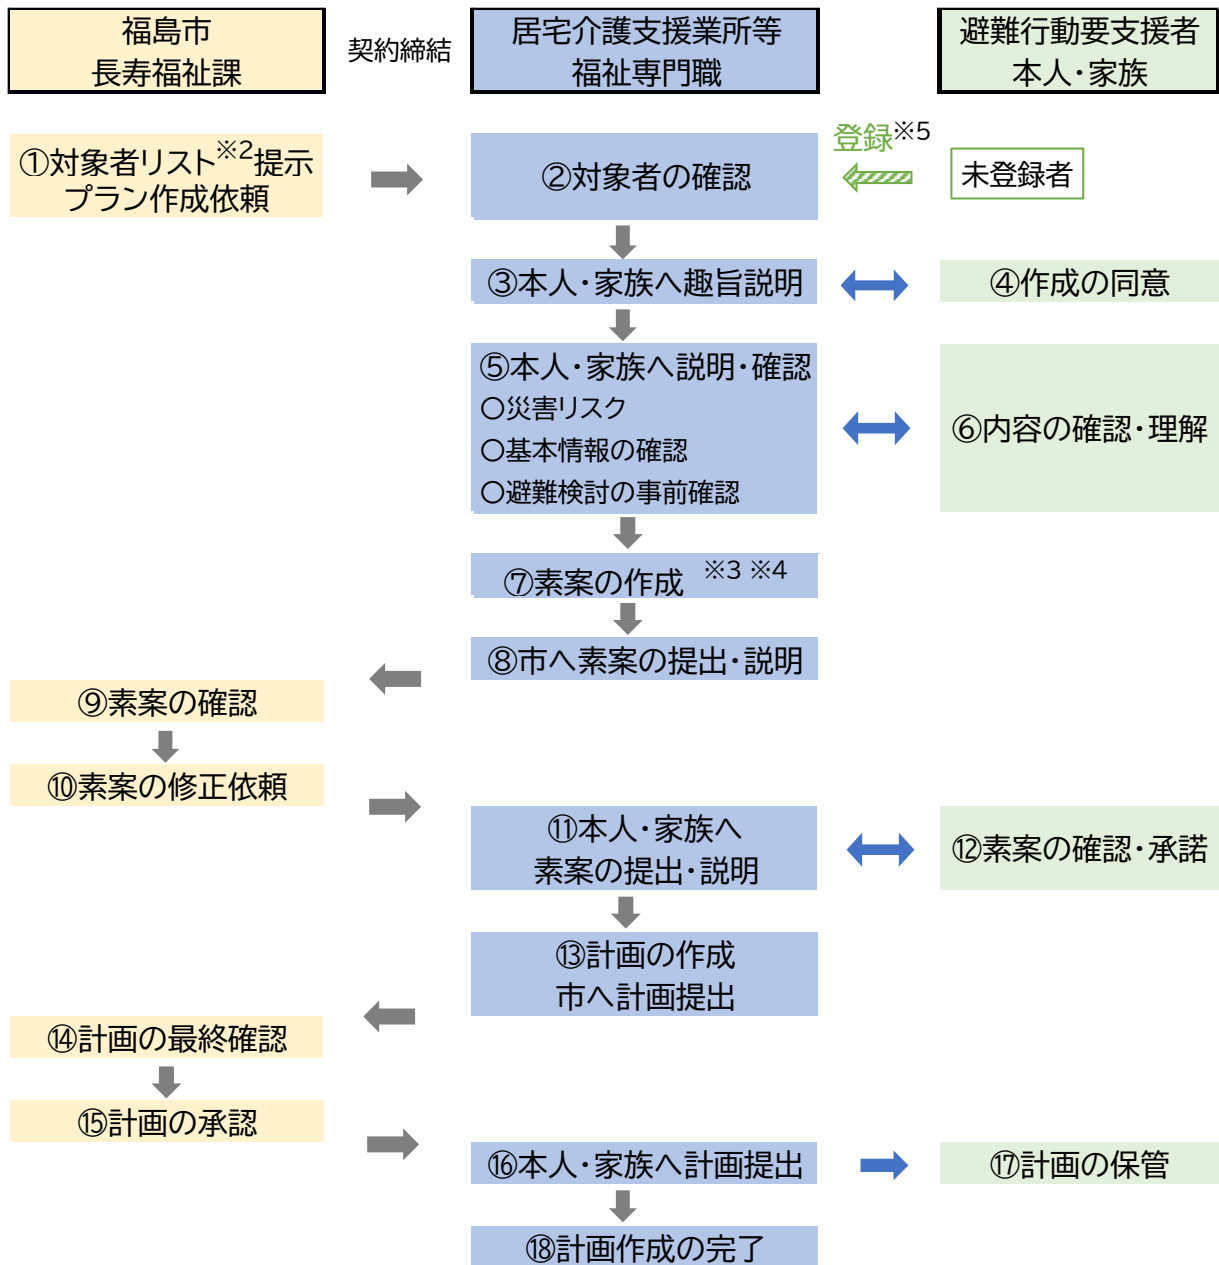 福島市
長寿福祉課
契約締結
居宅介護支援業所等
福祉専門職
避難行動要支援者
本人・家族
①対象者リスト※2提示
プラン作成依頼
②対象者の確認
登録※5
未登録者
③本人・家族へ趣旨説明
④作成の同意
⑤本人・家族へ説明・確認
〇災害リスク
〇基本情報の確認
〇避難検討の事前確認
⑥内容の確認・理解
⑦素案の作成 ※3 ※4
⑧市へ素案の提出・説明
⑨素案の確認
⑩素案の修正依頼
⑪本人・家族へ
素案の提出・説明
⑫素案の確認・承諾
⑬計画の作成
市へ計画提出
⑭計画の最終確認
⑮計画の承認
⑯本人・家族へ計画提出
⑰計画の保管
⑱計画作成の完了